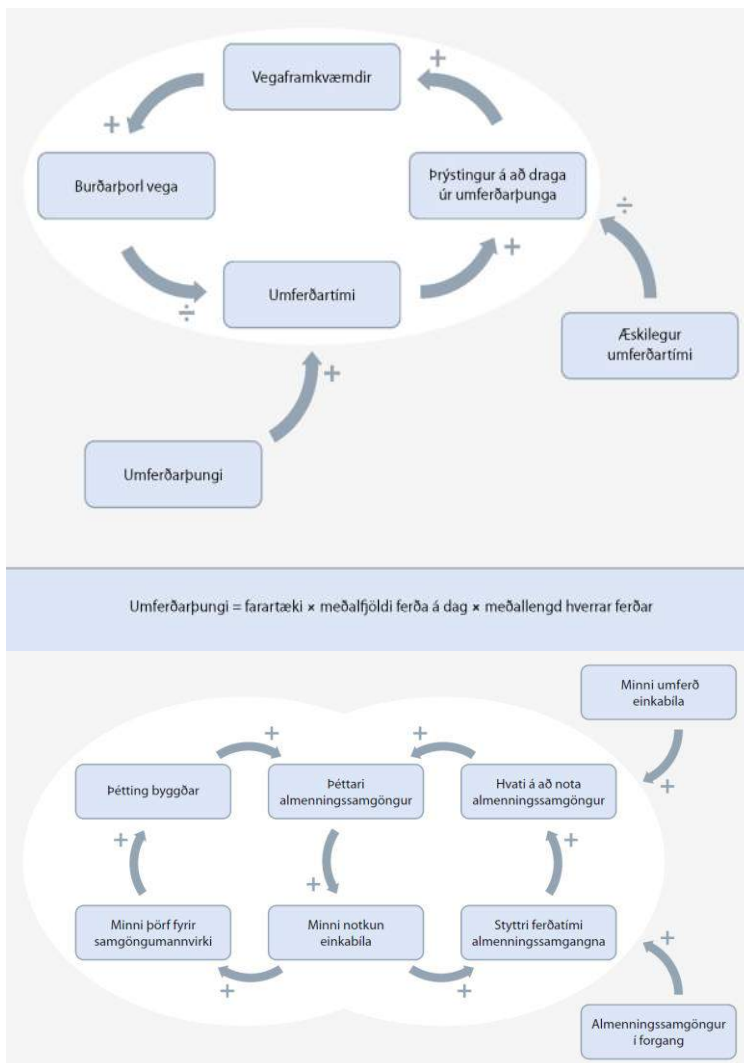 +
Vegaframkvæmdir
+
Burðarþorl vega
Þrýstingur á að draga
úr umferðarþunga
÷
+
Umferðartími
÷
Æskilegur
umferðartími
+
Umferðarþungi
Umferðarþungi = farartæki × meðalfjöldi ferða á dag × meðallengd hverrar ferðar
Minni umferð
einkabíla
+
+
+
Þétting byggðar
Þéttari
almenningssamgöngur
Hvati á að nota
almenningssamgöngur
+
+
+
Minni þörf fyrir
samgöngumannvirki
Minni notkun
einkabíla
Styttri ferðatími
almenningssamgangna
+
+
+
Almenningssamgöngur
í forgang